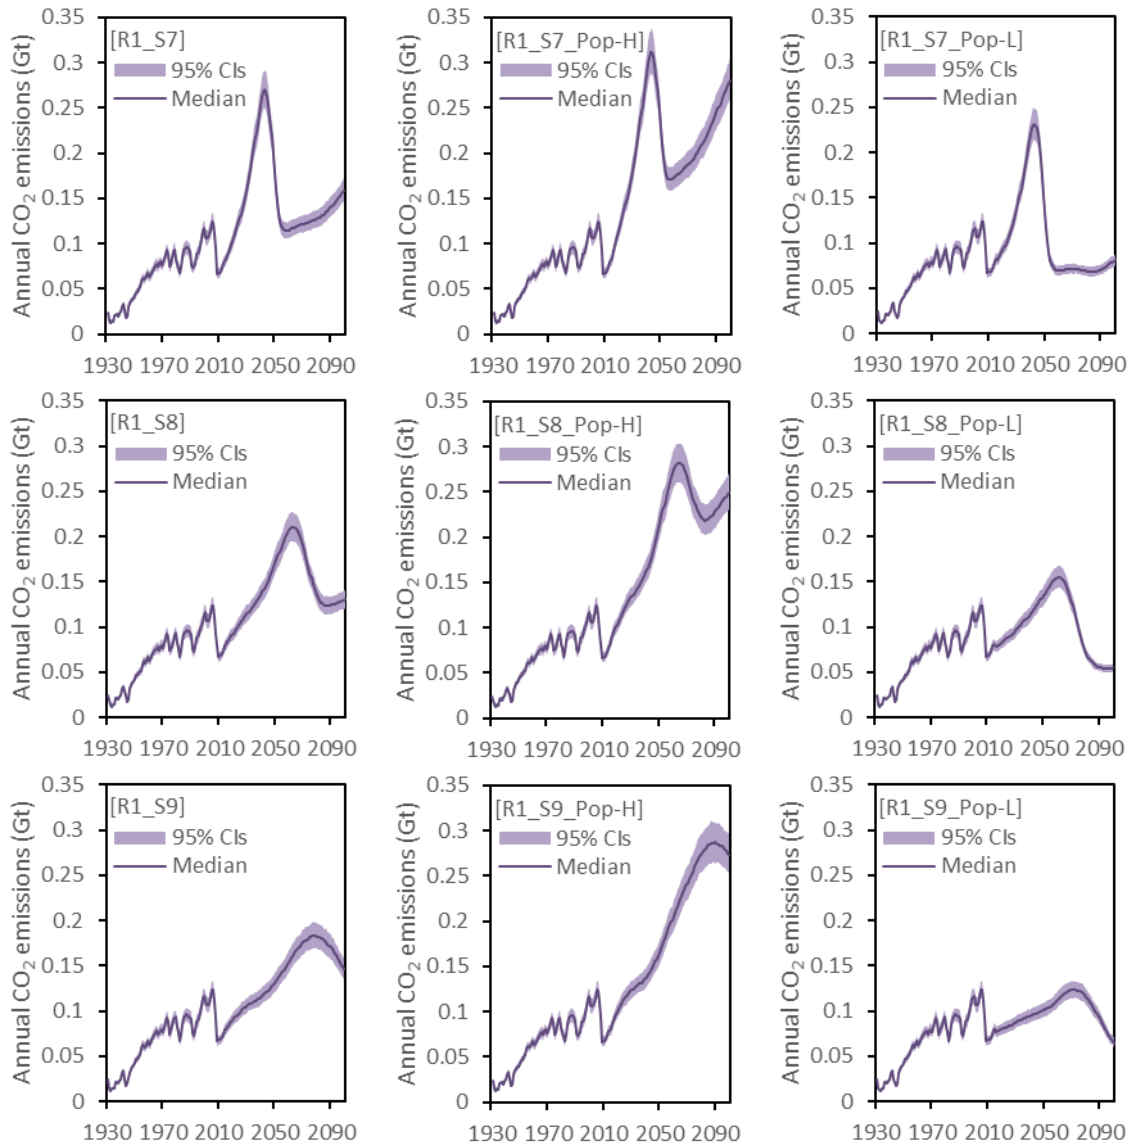 Annual CO₂ emissions (Gt)
0.35
0.3
0.25
0.2
0.15
0.1
0.05
0
[R1_S7]
95% CIs
Median
1930 1970 2010 2050 2090
Annual CO₂ emissions (Gt)
0.35
0.3
0.25
0.2
0.15
0.1
0.05
0
[R1_S7_Pop-H]
95% CIs
Median
1930 1970 2010 2050 2090
Annual CO₂ emissions (Gt)
0.35
0.3
0.25
0.2
0.15
0.1
0.05
0
[R1_S7_Pop-L]
95% CIs
Median
1930 1970 2010 2050 2090
Annual CO₂ emissions (Gt)
0.35
0.3
0.25
0.2
0.15
0.1
0.05
0
[R1_S8]
95% CIs
Median
1930 1970 2010 2050 2090
Annual CO₂ emissions (Gt)
0.35
0.3
0.25
0.2
0.15
0.1
0.05
0
[R1_S8_Pop-H]
95% CIs
Median
1930 1970 2010 2050 2090
Annual CO₂ emissions (Gt)
0.35
0.3
0.25
0.2
0.15
0.1
0.05
0
[R1_S8_Pop-L]
95% CIs
Median
1930 1970 2010 2050 2090
Annual CO₂ emissions (Gt)
0.35
0.3
0.25
0.2
0.15
0.1
0.05
0
[R1_S9]
95% CIs
Median
1930 1970 2010 2050 2090
Annual CO₂ emissions (Gt)
0.35
0.3
0.25
0.2
0.15
0.1
0.05
0
[R1_S9_Pop-H]
95% CIs
Median
1930 1970 2010 2050 2090
Annual CO₂ emissions (Gt)
0.35
0.3
0.25
0.2
0.15
0.1
0.05
0
[R1_S9_Pop-L]
95% CIs
Median
1930 1970 2010 2050 2090